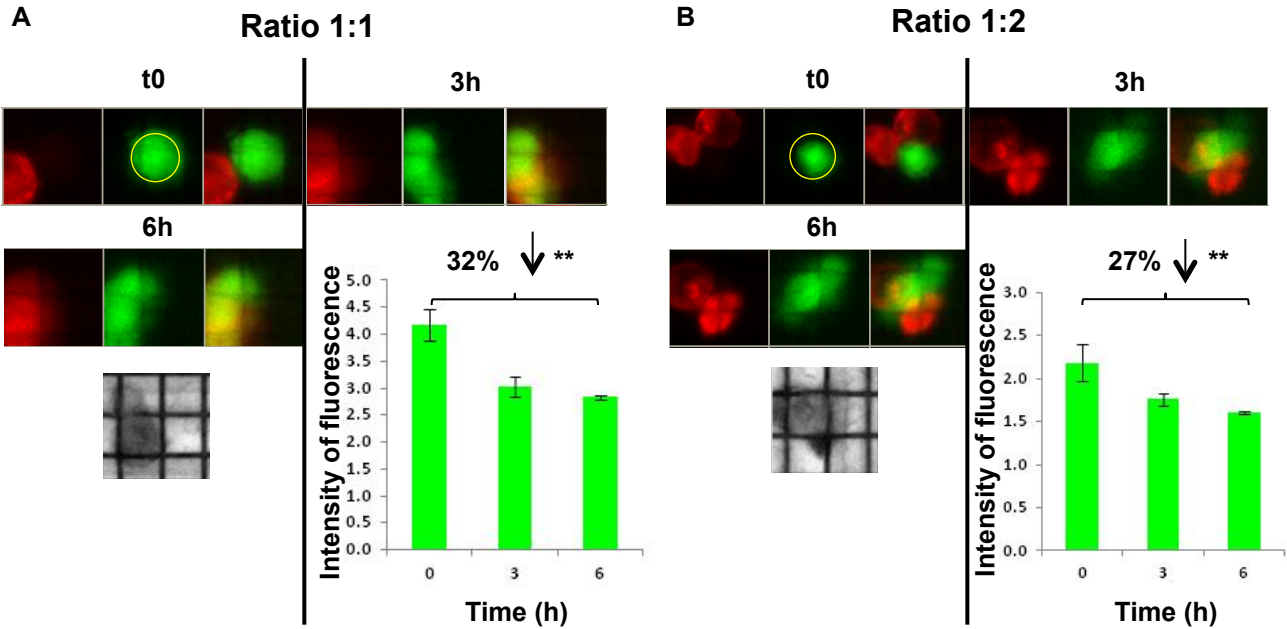 A
Ratio 1:1
t0
3h
6h
32% **
Intensity of fluorescence
5.0
4.5
4.0
3.5
3.0
2.5
2.0
1.5
1.0
0.5
0.0
0 3 6
Time (h)
B
Ratio 1:2
t0
3h
6h
27% **
Intensity of fluorescence
3.0
2.5
2.0
1.5
1.0
0.5
0.0
0 3 6
Time (h)